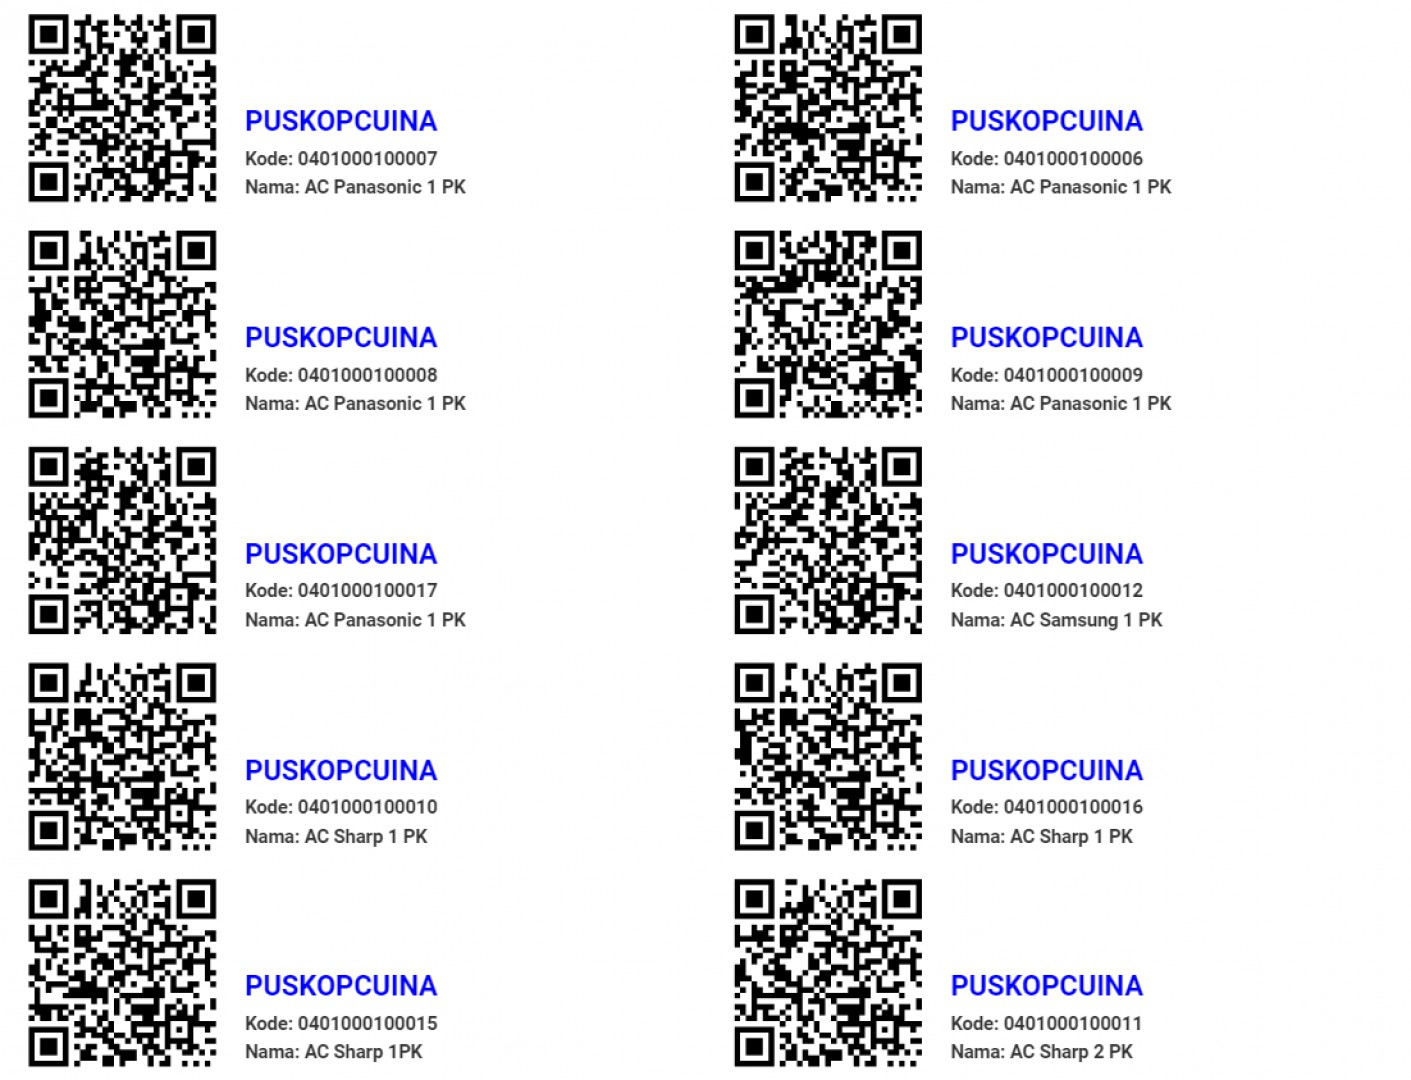 PUSKOPCUINA
Kode: 0401000100007
Nama: AC Panasonic 1 PK
PUSKOPCUINA
Kode: 0401000100006
Nama: AC Panasonic 1 PK
PUSKOPCUINA
Kode: 0401000100008
Nama: AC Panasonic 1 PK
PUSKOPCUINA
Kode: 0401000100009
Nama: AC Panasonic 1 PK
PUSKOPCUINA
Kode: 0401000100017
Nama: AC Panasonic 1 PK
PUSKOPCUINA
Kode: 0401000100012
Nama: AC Samsung 1 PK
PUSKOPCUINA
Kode: 0401000100010
Nama: AC Sharp 1 PK
PUSKOPCUINA
Kode: 0401000100016
Nama: AC Sharp 1 PK
PUSKOPCUINA
Kode: 0401000100015
Nama: AC Sharp 1PK
PUSKOPCUINA
Kode: 0401000100011
Nama: AC Sharp 2 PK